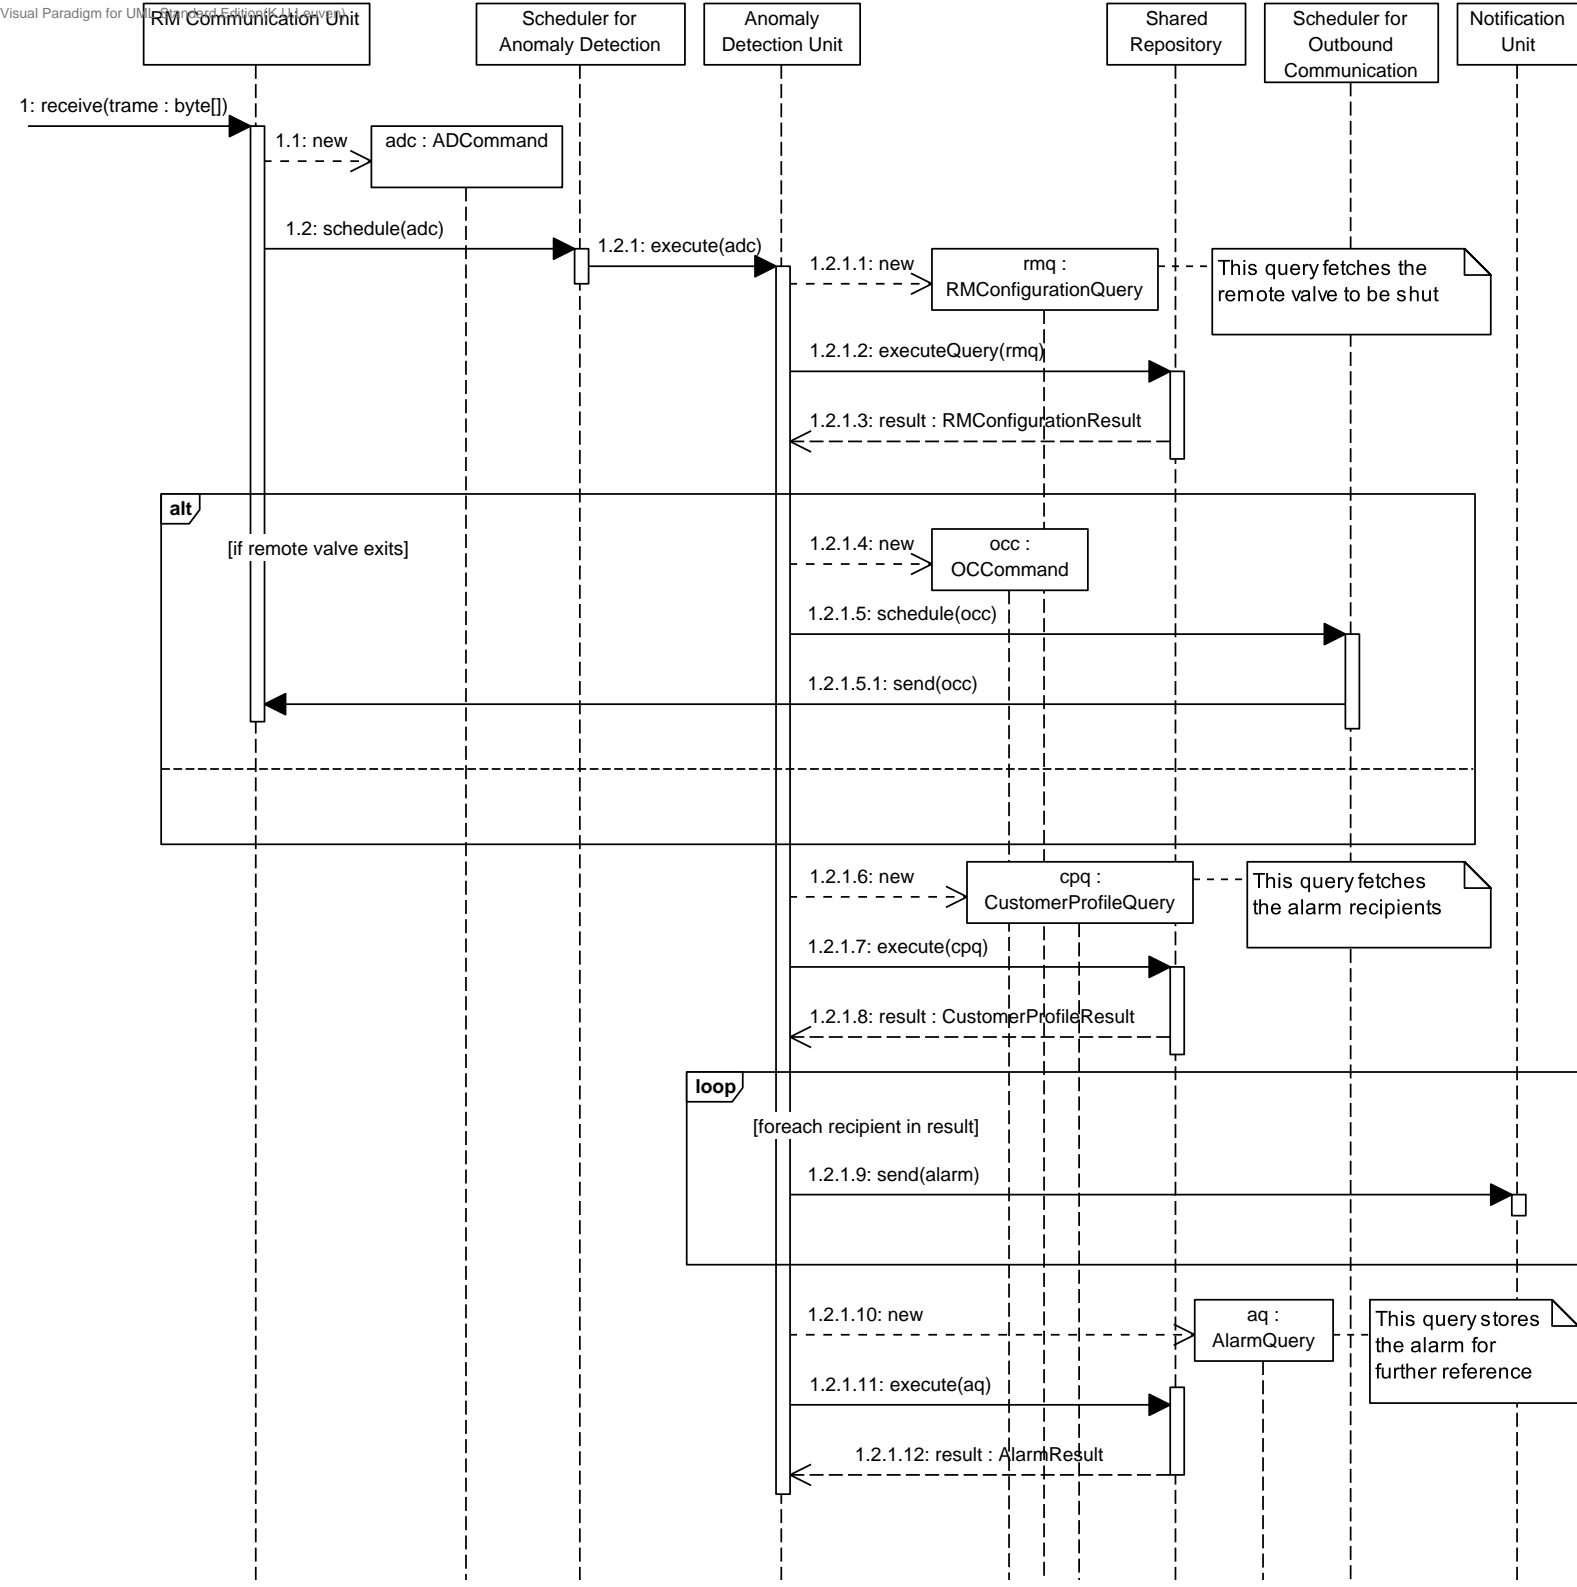 Visual Paradigm for UML Standard Edition(K.U.Leuven)
RM Communication Unit
Scheduler for
Anomaly Detection
Anomaly
Detection Unit
Shared
Repository
Scheduler for
Outbound
Communication
Notification
Unit
1: receive(trame : byte[])
1.1: new
adc : ADCommand
1.2: schedule(adc)
1.2.1: execute(adc)
1.2.1.1: new
rmq :
RMConfigurationQuery
This query fetches the
remote valve to be shut
1.2.1.2: executeQuery(rmq)
1.2.1.3: result : RMConfigurationResult
alt
[if remote valve exits]
1.2.1.4: new
occ :
OCCommand
1.2.1.5: schedule(occ)
1.2.1.5.1: send(occ)
1.2.1.6: new
cpq :
CustomerProfileQuery
This query fetches
the alarm recipients
1.2.1.7: execute(cpq)
1.2.1.8: result : CustomerProfileResult
loop
[foreach recipient in result]
1.2.1.9: send(alarm)
1.2.1.10: new
aq :
AlarmQuery
This query stores
the alarm for
further reference
1.2.1.11: execute(aq)
1.2.1.12: result : AlarmResult